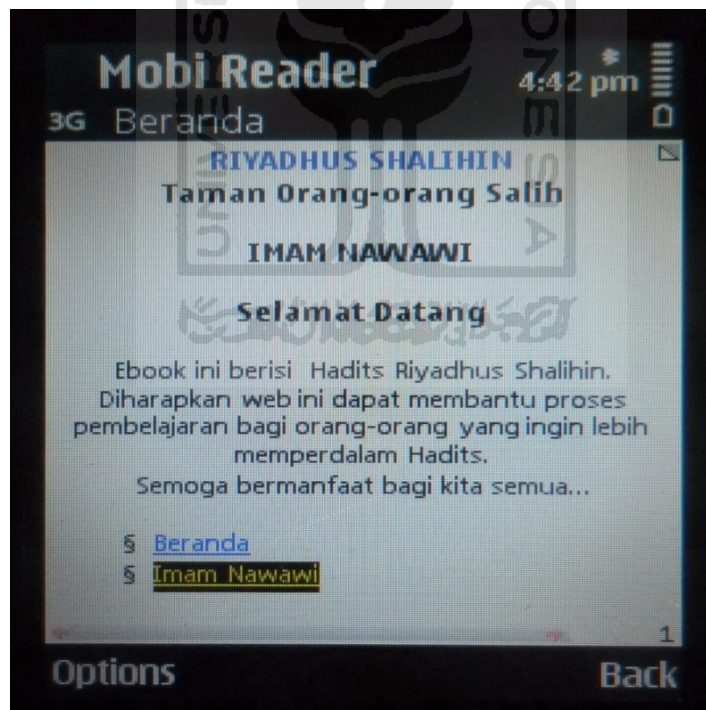 Mobi Reader
4:42 pm
3G Beranda
RIYADHUS SHALIHIN
Taman Orang-orang Salih
IMAM NAWAWI
Selamat Datang
Ebook ini berisi Hadits Riyadhus Shalihin.
Diharapkan web ini dapat membantu proses
pembelajaran bagi orang-orang yang ingin lebih
memperdalam Hadits.
Semoga bermanfaat bagi kita semua...
§ Beranda
§ Imam Nawawi
1
Options
Back